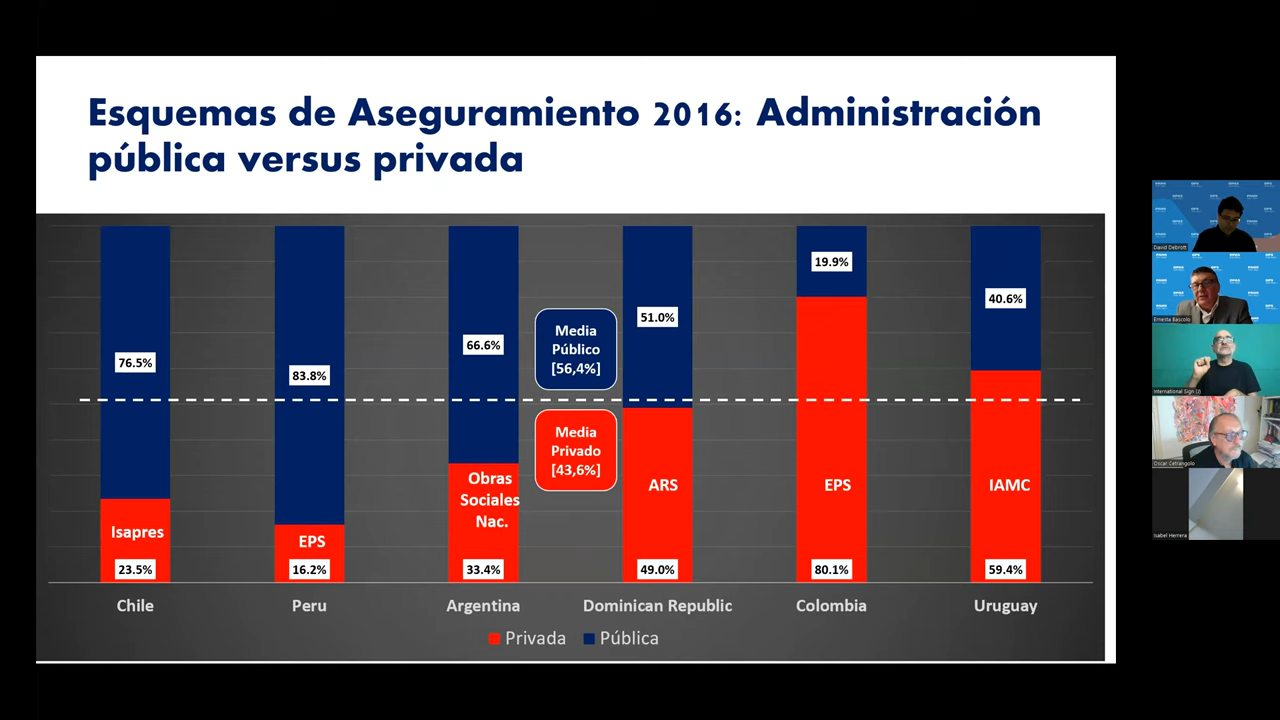 Esquemas de Aseguramiento 2016: Administración
pública versus privada
76.5%
83.8%
66.6%
Media
Público
[56,4%]
51.0%
19.9%
40.6%
Media
Privado
[43,6%]
Isapres
EPS
Obras
Sociales
Nac.
ARS
EPS
IAMC
23.5%
16.2%
33.4%
49.0%
80.1%
59.4%
Chile
Peru
Argentina
Dominican Republic
Colombia
Uruguay
Privada
Pública
David Debrott
Ernesto Bascolo
International Sign (J)
Oscar Cetrangolo
Isabel Herrera